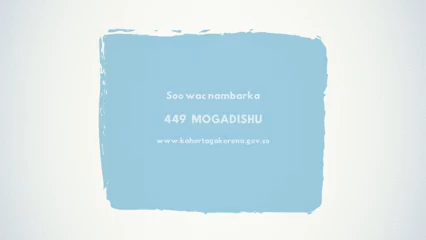 Soo wac nambarka
449 MOGADISHU
www.kahortagakorona.gov.so